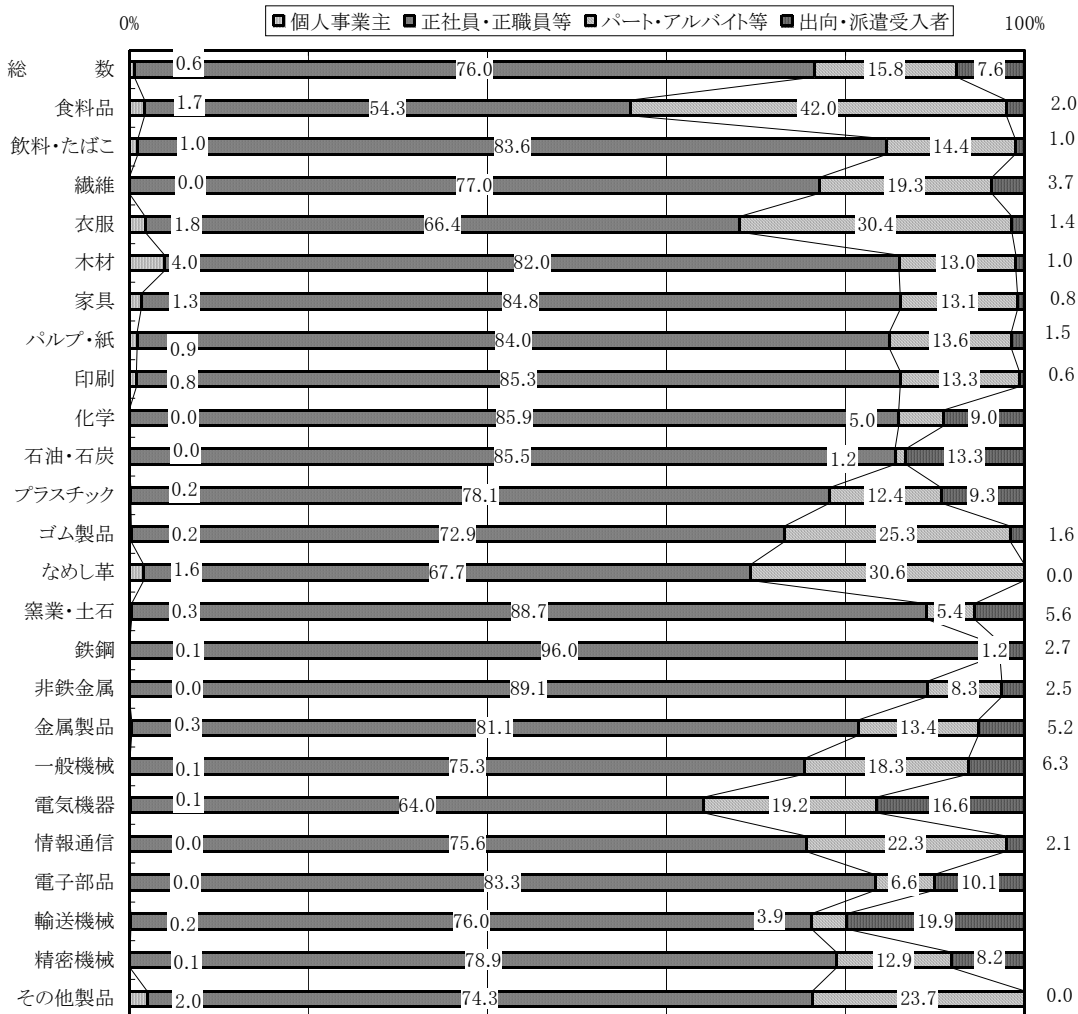 0% 個人事業主 正社員・正職員等 パート・アルバイト等 出向・派遣受入者 100%
総 数 0.6 76.0 15.8 7.6
食料品 1.7 54.3 42.0 2.0
飲料・たばこ 1.0 83.6 14.4 1.0
繊維 0.0 77.0 19.3 3.7
衣服 1.8 66.4 30.4 1.4
木材 4.0 82.0 13.0 1.0
家具 1.3 84.8 13.1 0.8
パルプ・紙 0.9 84.0 13.6 1.5
印刷 0.8 85.3 13.3 0.6
化学 0.0 85.9 5.0 9.0
石油・石炭 0.0 85.5 1.2 13.3
プラスチック 0.2 78.1 12.4 9.3
ゴム製品 0.2 72.9 25.3 1.6
なめし革 1.6 67.7 30.6 0.0
窯業・土石 0.3 88.7 5.4 5.6
鉄鋼 0.1 96.0 1.2 2.7
非鉄金属 0.0 89.1 8.3 2.5
金属製品 0.3 81.1 13.4 5.2
一般機械 0.1 75.3 18.3 6.3
電気機器 0.1 64.0 19.2 16.6
情報通信 0.0 75.6 22.3 2.1
電子部品 0.0 83.3 6.6 10.1
輸送機械 0.2 76.0 3.9 19.9
精密機械 0.1 78.9 12.9 8.2
その他製品 2.0 74.3 23.7 0.0